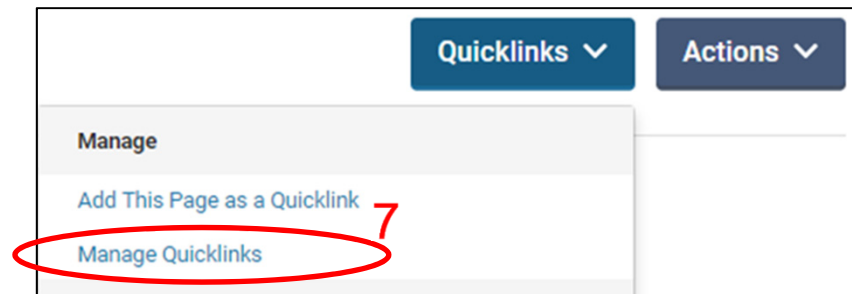 Quicklinks Actions
Manage
Add This Page as a Quicklink
7
Manage Quicklinks